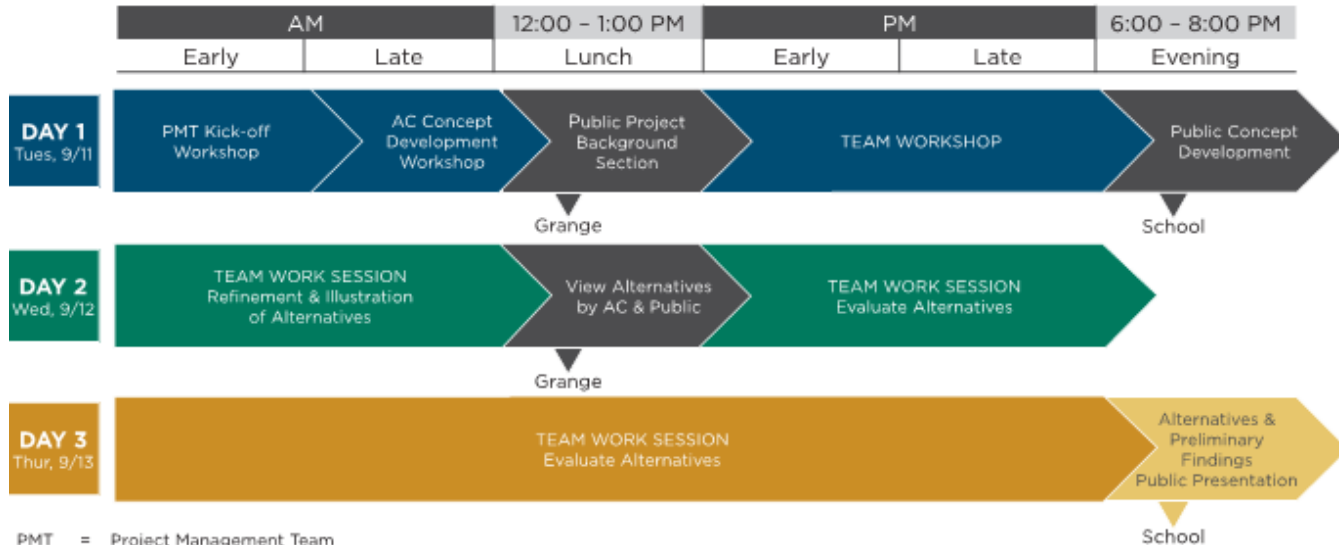 AM 12:00 – 1:00 PM PM 6:00 – 8:00 PM
Early Late Lunch Early Late Evening
DAY 1
Tues, 9/11
PMT Kick-off
Workshop
AC Concept
Development
Workshop
Public Project
Background
Section
TEAM WORKSHOP
Public Concept
Development
Grange
School
DAY 2
Wed, 9/12
TEAM WORK SESSION
Refinement & Illustration
of Alternatives
View Alternatives
by AC & Public
TEAM WORK SESSION
Evaluate Alternatives
Grange
DAY 3
Thur, 9/13
TEAM WORK SESSION
Evaluate Alternatives
Alternatives &
Preliminary
Findings
Public Presentation
School
PMT = Project Management Team